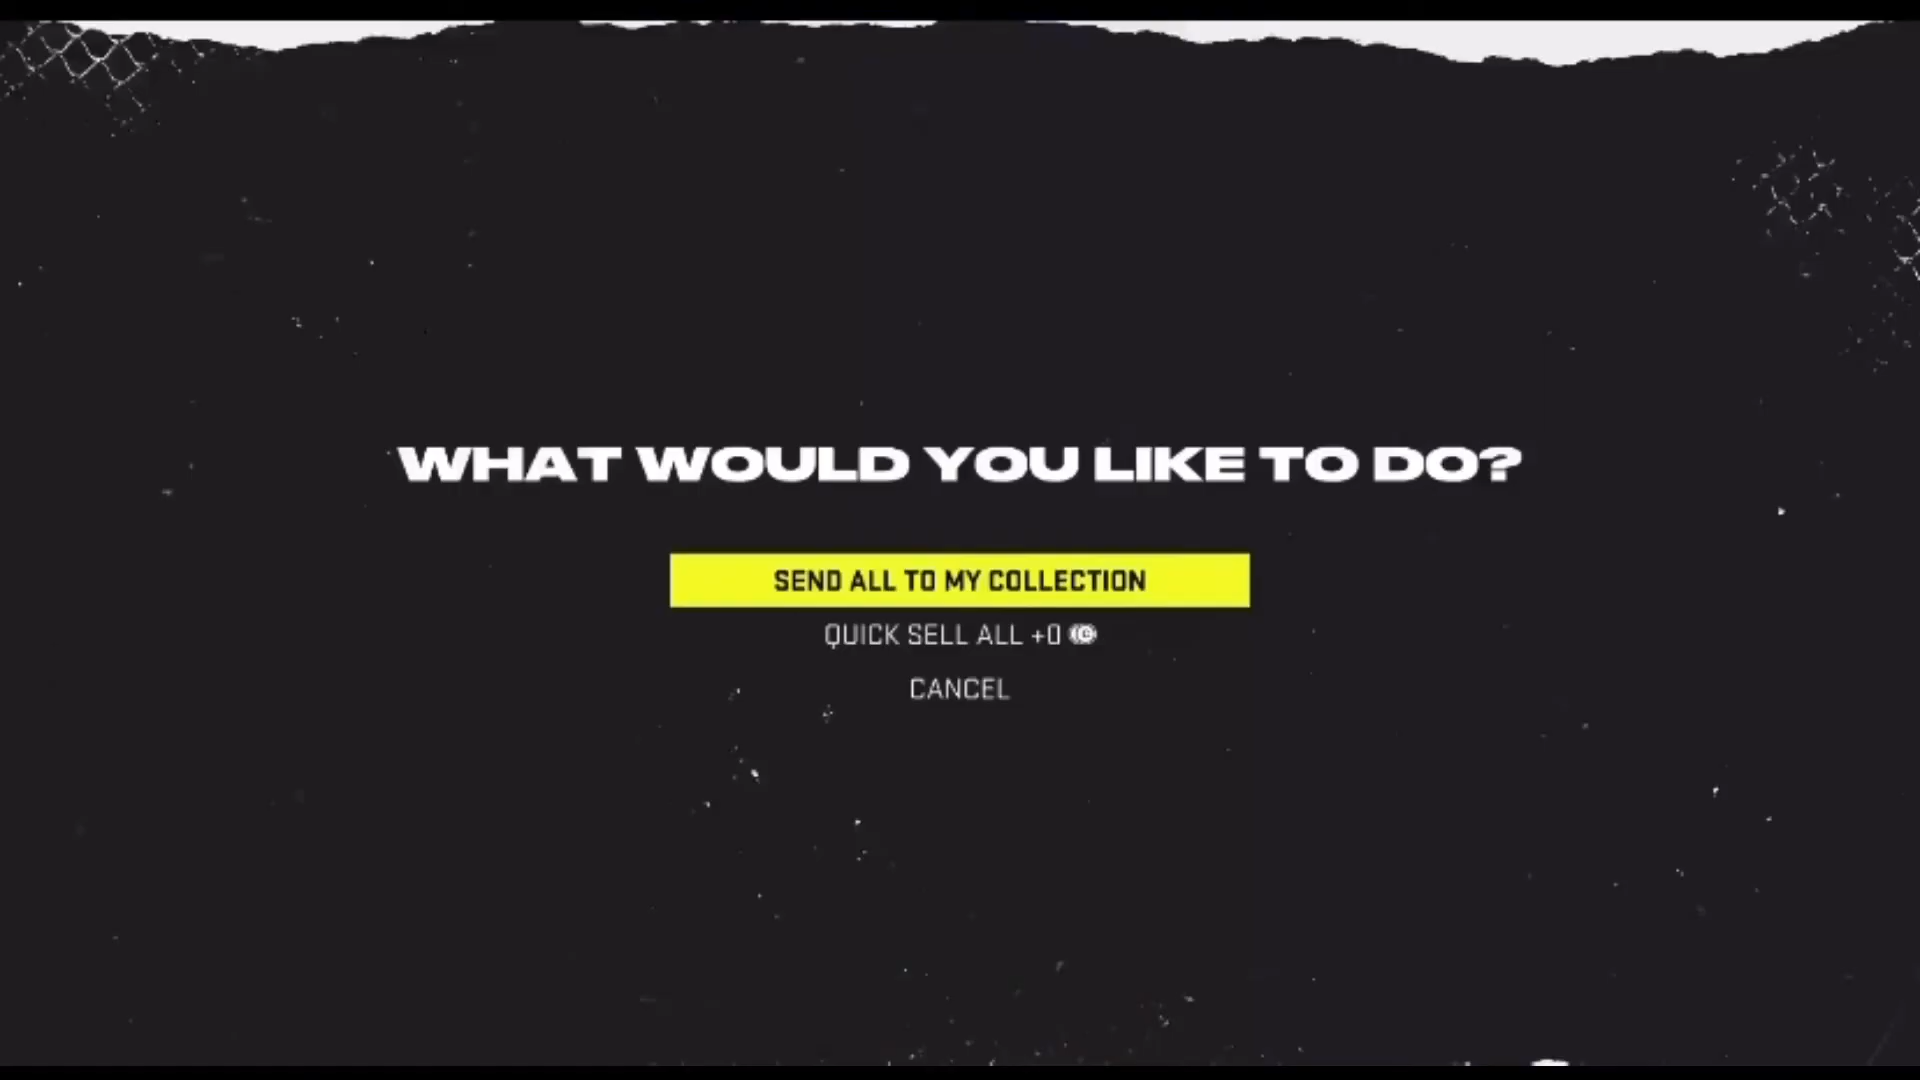 WHAT WOULD YOU LIKE TO DO?
SEND ALL TO MY COLLECTION
QUICK SELL ALL +0
CANCEL